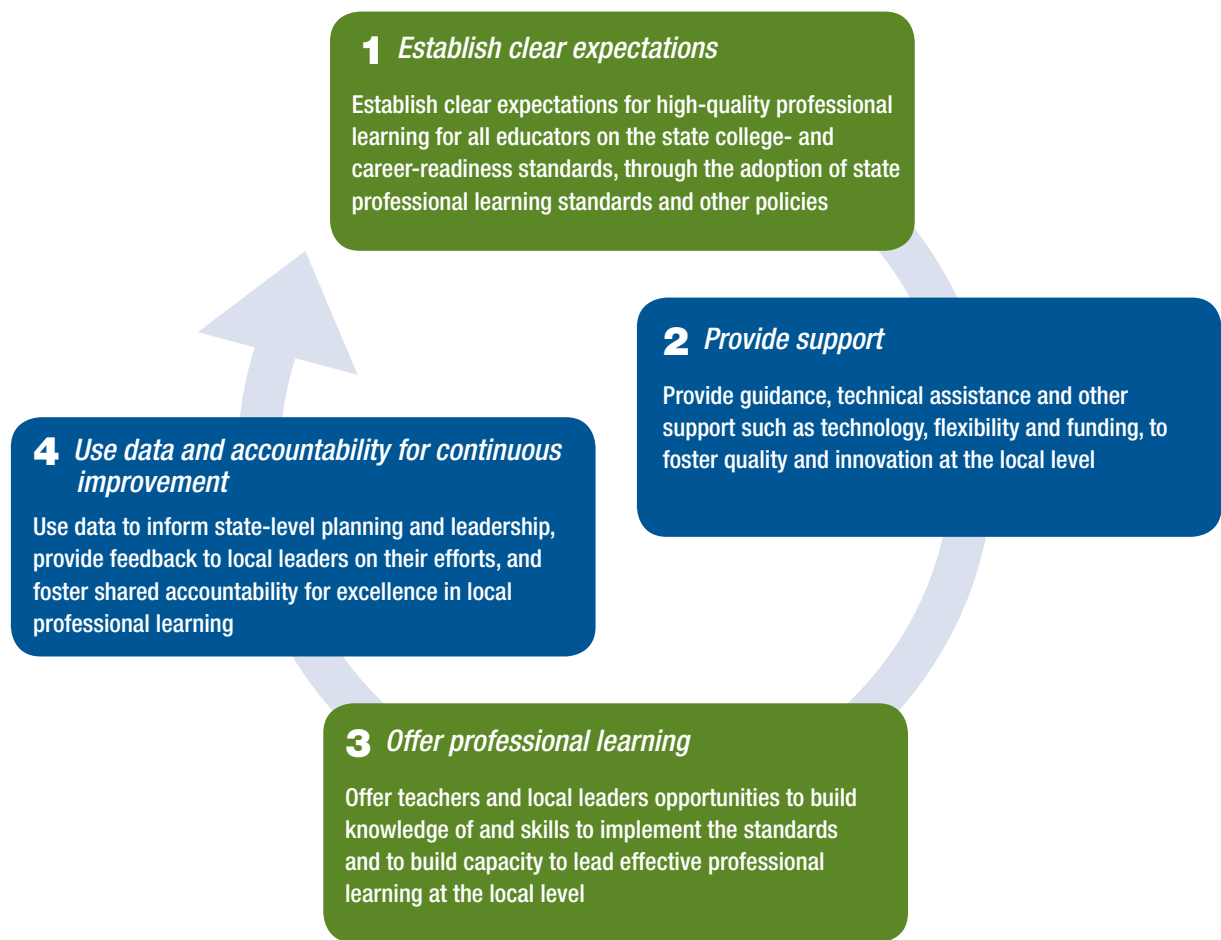 1 Establish clear expectations
Establish clear expectations for high-quality professional
learning for all educators on the state college- and
career-readiness standards, through the adoption of state
professional learning standards and other policies
2 Provide support
Provide guidance, technical assistance and other
support such as technology, flexibility and funding, to
foster quality and innovation at the local level
3 Offer professional learning
Offer teachers and local leaders opportunities to build
knowledge of and skills to implement the standards
and to build capacity to lead effective professional
learning at the local level
4 Use data and accountability for continuous
improvement
Use data to inform state-level planning and leadership,
provide feedback to local leaders on their efforts, and
foster shared accountability for excellence in local
professional learning